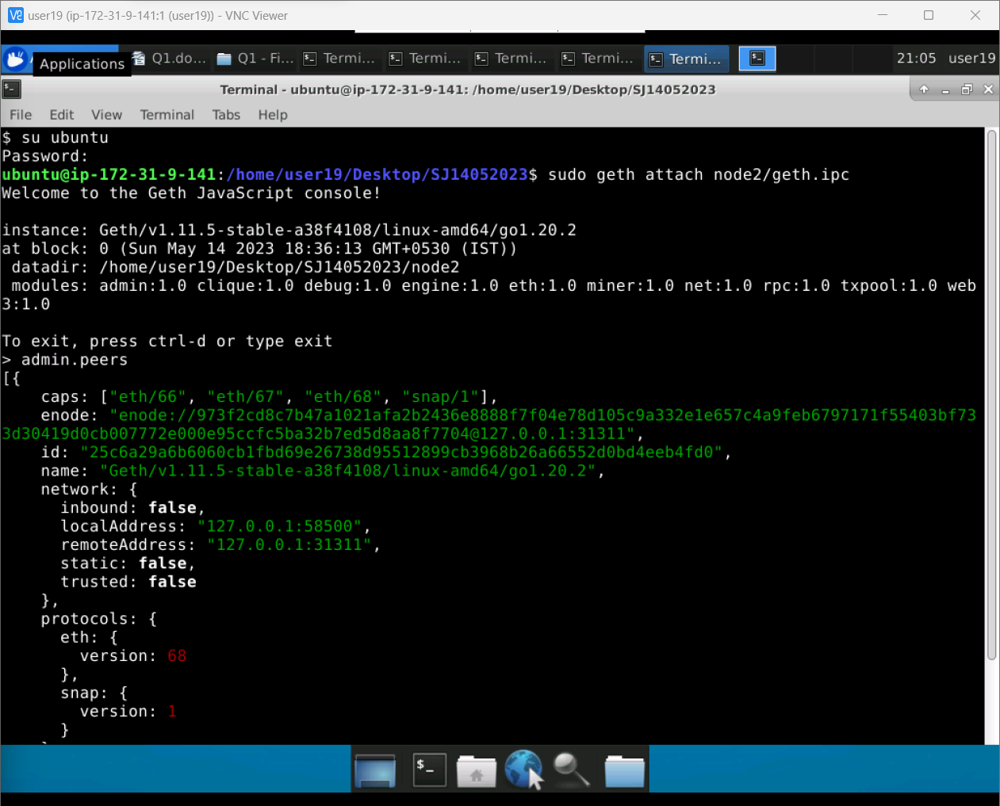 user19 (ip-172-31-9-141:1 (user19)) - VNC Viewer
Applications
Q1.do...
Q1 - Fi...
Termi...
Termi...
Termi...
Termi...
Termi...
21:05 user19
Terminal - ubuntu@ip-172-31-9-141: /home/user19/Desktop/SJ14052023
File Edit View Terminal Tabs Help
$ su ubuntu
Password:
ubuntu@ip-172-31-9-141:/home/user19/Desktop/SJ14052023$ sudo geth attach node2/geth.ipc
Welcome to the Geth JavaScript console!
instance: Geth/v1.11.5-stable-a38f4108/linux-amd64/go1.20.2
at block: 0 (Sun May 14 2023 18:36:13 GMT+0530 (IST))
 datadir: /home/user19/Desktop/SJ14052023/node2
 modules: admin:1.0 clique:1.0 debug:1.0 engine:1.0 eth:1.0 miner:1.0 net:1.0 rpc:1.0 txpool:1.0 web
3:1.0
To exit, press ctrl-d or type exit
> admin.peers
[{
    caps: ["eth/66", "eth/67", "eth/68", "snap/1"],
    enode: "enode://973f2cd8c7b47a1021afa2b2436e8888f7f04e78d105c9a332e1e657c4a9feb6797171f55403bf73
3d30419d0cb007772e000e95ccfc5ba32b7ed5d8aa8f7704@127.0.0.1:31311",
    id: "25c6a29a6b6060cb1fbd69e26738d95512899cb3968b26a66552d0bd4eeb4fd0",
    name: "Geth/v1.11.5-stable-a38f4108/linux-amd64/go1.20.2",
    network: {
      inbound: false,
      localAddress: "127.0.0.1:58500",
      remoteAddress: "127.0.0.1:31311",
      static: false,
      trusted: false
    },
    protocols: {
      eth: {
        version: 68
      },
      snap: {
        version: 1
      }